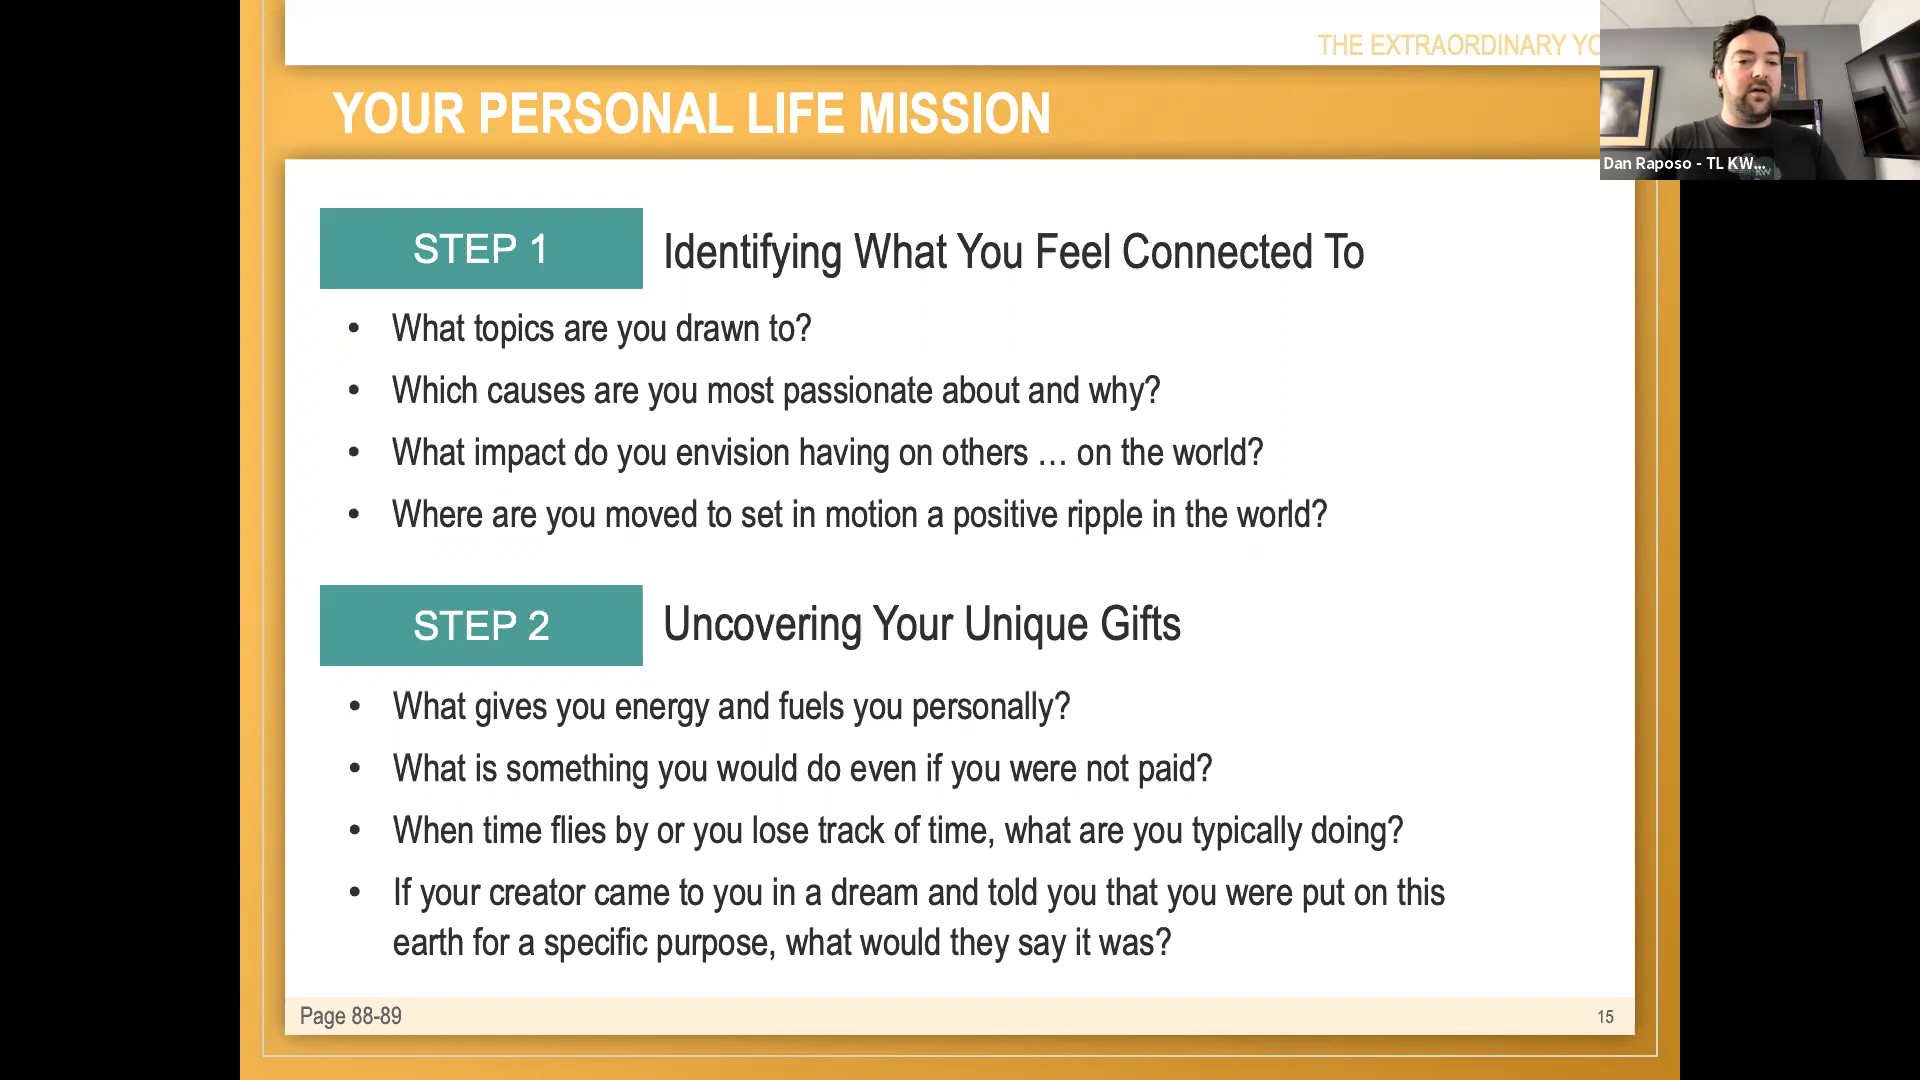 THE EXTRAORDINARY
YOUR PERSONAL LIFE MISSION
STEP 1
Identifying What You Feel Connected To
• What topics are you drawn to?
• Which causes are you most passionate about and why?
• What impact do you envision having on others … on the world?
• Where are you moved to set in motion a positive ripple in the world?
STEP 2
Uncovering Your Unique Gifts
• What gives you energy and fuels you personally?
• What is something you would do even if you were not paid?
• When time flies by or you lose track of time, what are you typically doing?
• If your creator came to you in a dream and told you that you were put on this
earth for a specific purpose, what would they say it was?
Page 88-89
15
Dan Raposo - TL KW...
KW